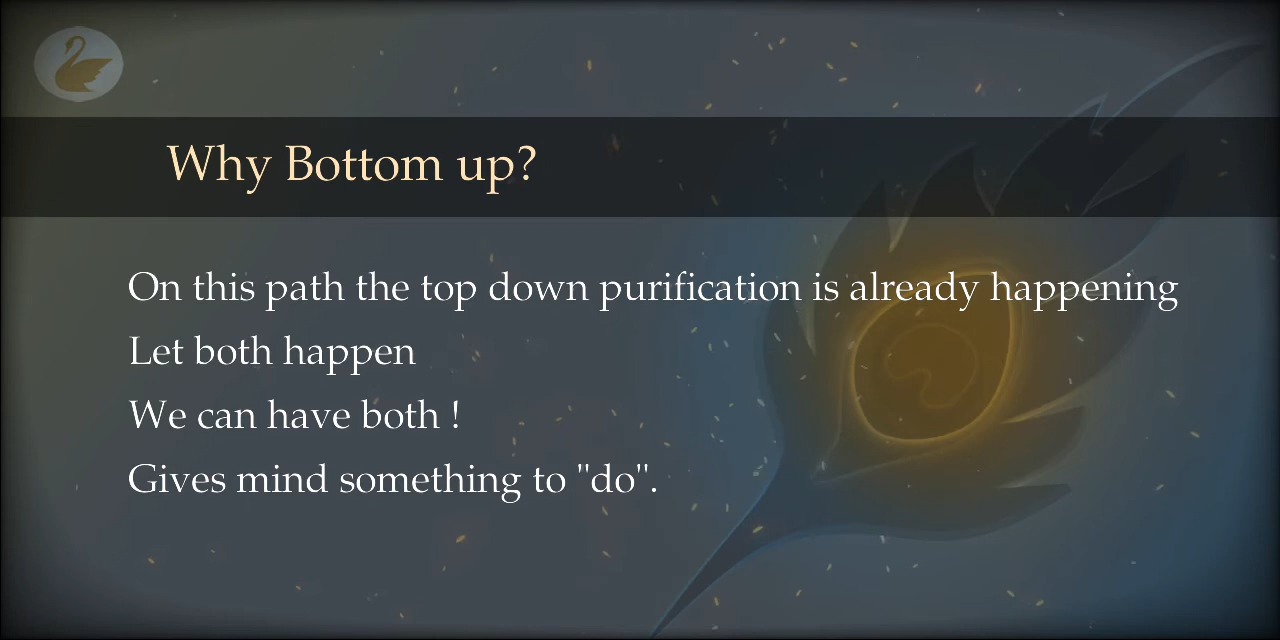 Why Bottom up?
On this path the top down purification is already happening
Let both happen
We can have both !
Gives mind something to "do".